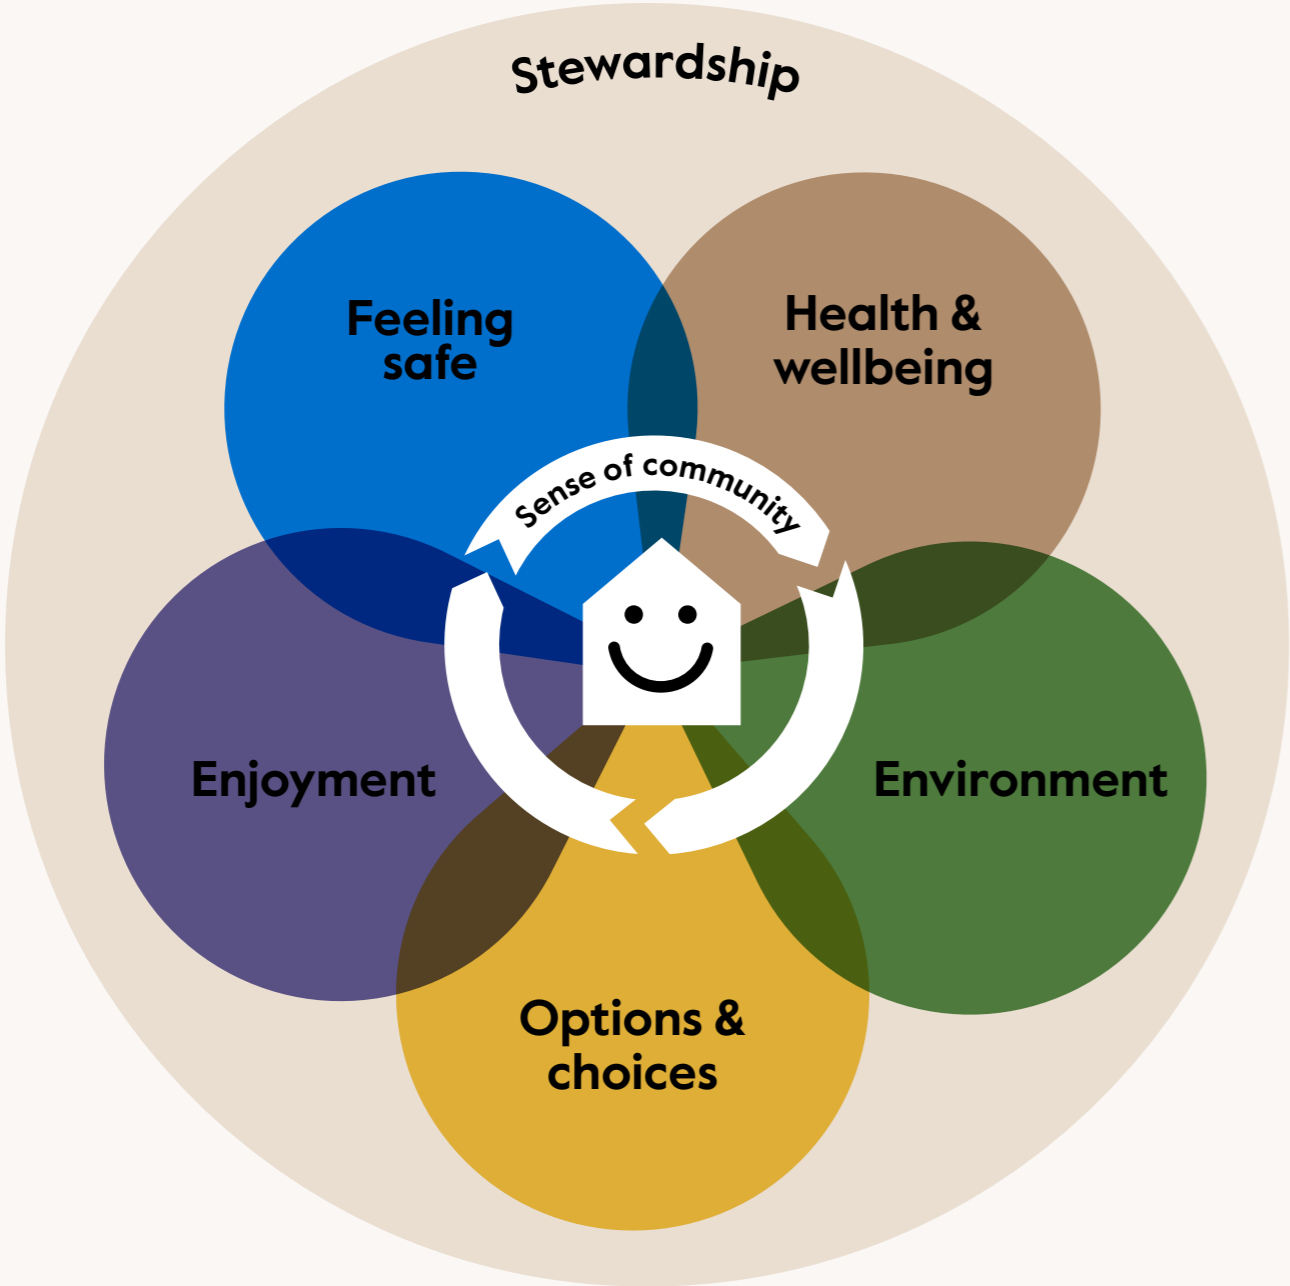 Stewardship
Feeling
safe
Health &
wellbeing
Sense of community
Enjoyment
Environment
Options &
choices